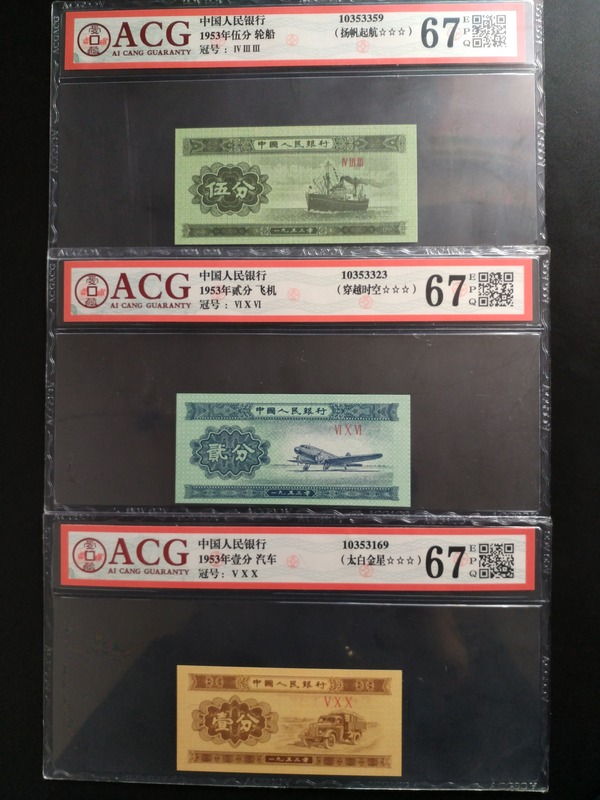 ACG
AI CANG GUARANTY
中国人民银行
1953年伍分 轮船
冠号：Ⅳ Ⅲ Ⅲ
10353359
（扬帆起航☆☆☆）
67
E
P
Q
中國人民銀行
Ⅳ Ⅲ Ⅲ
伍分
一九五三年
ACG
AI CANG GUARANTY
中国人民银行
1953年贰分 飞机
冠号：Ⅵ Ⅹ Ⅵ
10353323
（穿越时空☆☆☆）
67
E
P
Q
中國人民銀行
Ⅵ Ⅹ Ⅵ
貳分
一九五三年
ACG
AI CANG GUARANTY
中国人民银行
1953年壹分 汽车
冠号：Ⅴ Ⅹ Ⅹ
10353169
（太白金星☆☆☆）
67
E
P
Q
中國人民銀行
Ⅴ Ⅹ Ⅹ
壹分
一九五三年